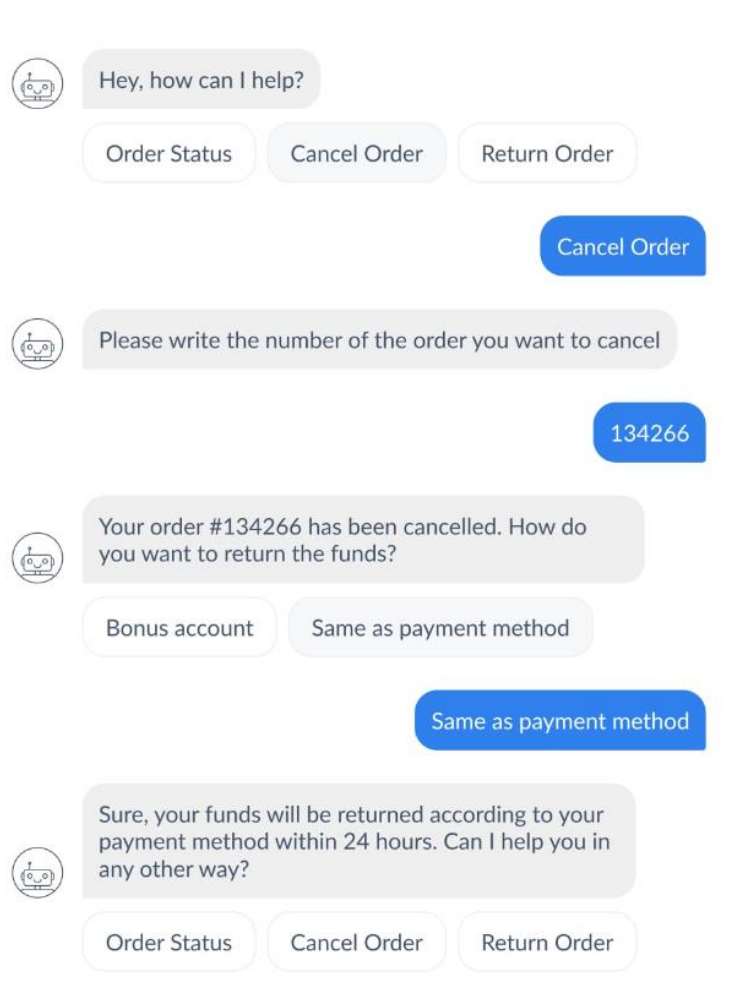 Hey, how can I help?
Order Status Cancel Order Return Order
Cancel Order
Please write the number of the order you want to cancel
134266
Your order #134266 has been cancelled. How do
you want to return the funds?
Bonus account Same as payment method
Same as payment method
Sure, your funds will be returned according to your
payment method within 24 hours. Can I help you in
any other way?
Order Status Cancel Order Return Order